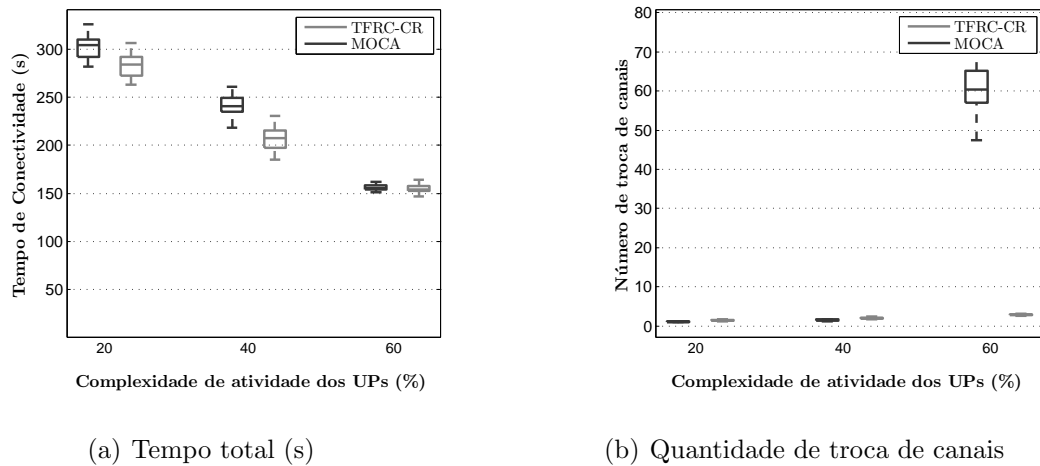 Tempo de Conectividade (s)
300
250
200
150
100
50
20
40
60
TFRC-CR
MOCA
Complexidade de atividade dos UPs (%)
(a) Tempo total (s)
Número de troca de canais
80
70
60
50
40
30
20
10
0
20
40
60
TFRC-CR
MOCA
Complexidade de atividade dos UPs (%)
(b) Quantidade de troca de canais